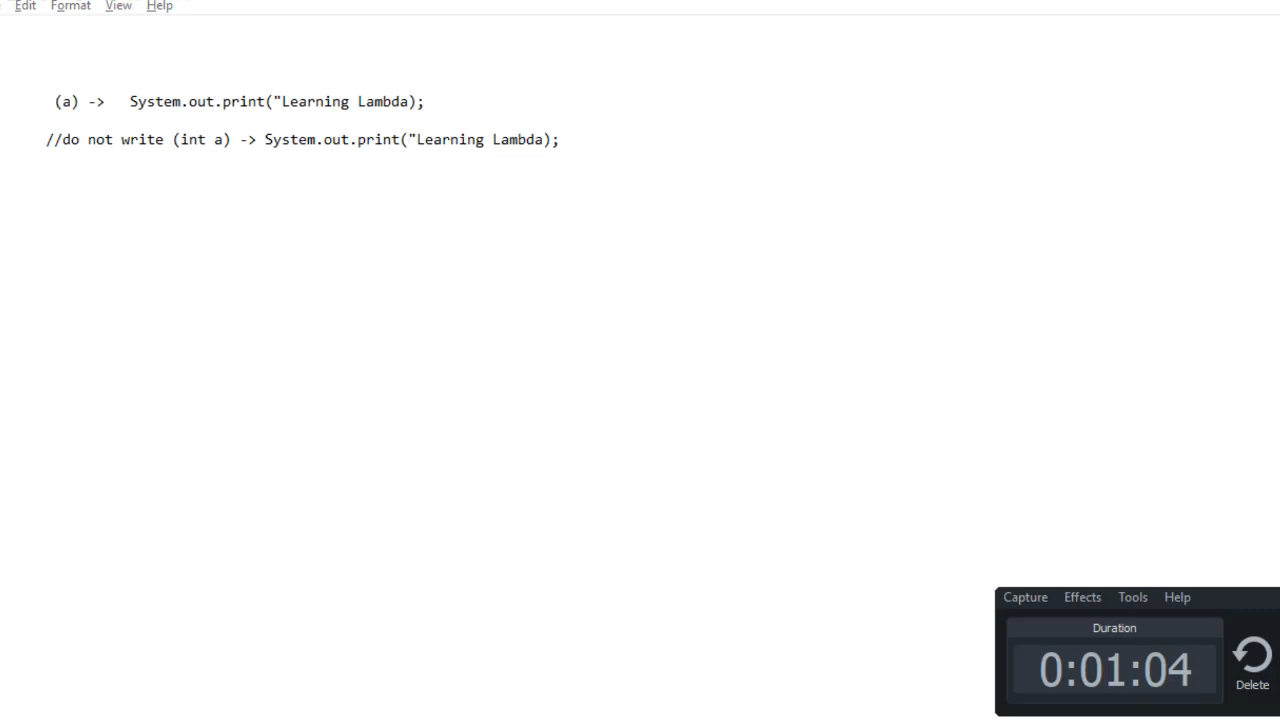 Edit Format View Help
(a) -> System.out.print("Learning Lambda);
//do not write (int a) -> System.out.print("Learning Lambda);
Capture Effects Tools Help
Duration
0:01:04
Delete